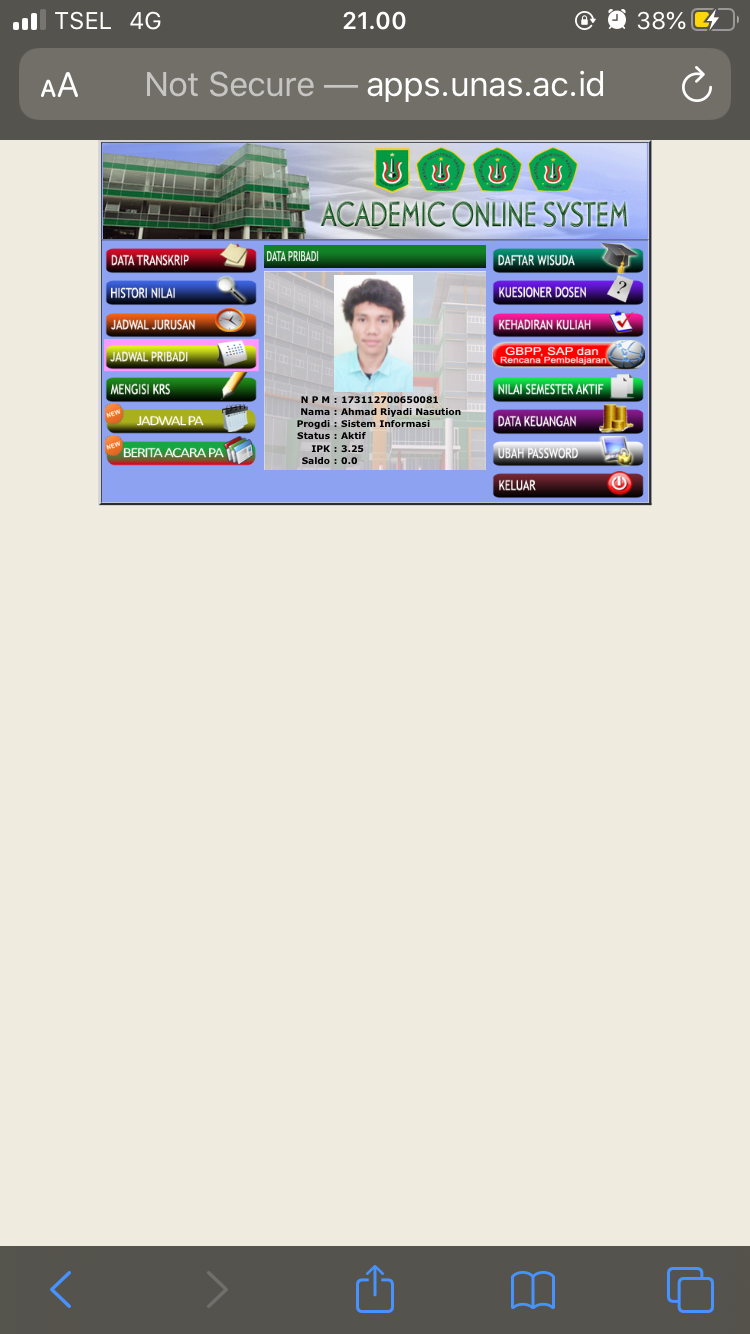 TSEL 4G 21.00 38%
AA Not Secure — apps.unas.ac.id
ACADEMIC ONLINE SYSTEM
DATA TRANSKRIP
HISTORI NILAI
JADWAL JURUSAN
JADWAL PRIBADI
MENGISI KRS
NEW JADWAL PA
NEW BERITA ACARA PA
DATA PRIBADI
N P M : 173112700650081
Nama : Ahmad Riyadi Nasution
Progdi : Sistem Informasi
Status : Aktif
IPK : 3.25
Saldo : 0.0
DAFTAR WISUDA
KUESIONER DOSEN
?
KEHADIRAN KULIAH
GBPP, SAP dan
Rencana Pembelajaran
NILAI SEMESTER AKTIF
DATA KEUANGAN
UBAH PASSWORD
KELUAR